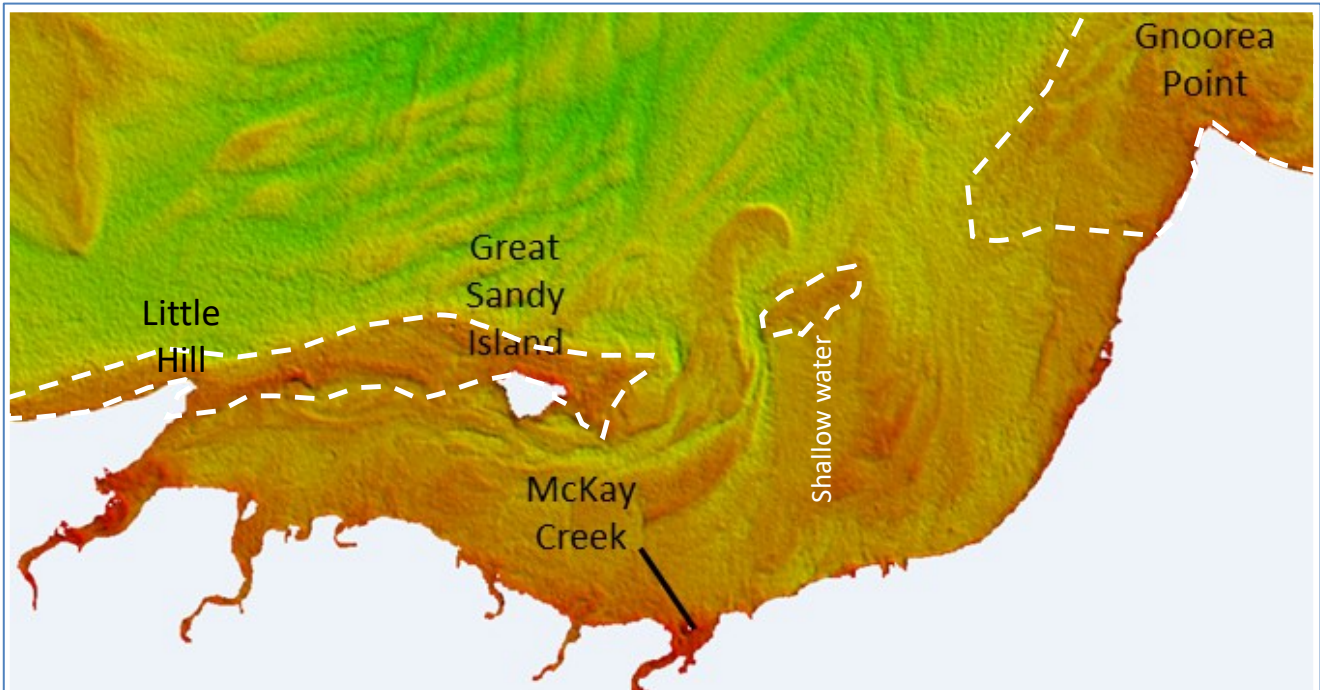 Gnoorea
Point
Great
Sandy
Island
Little
Hill
Shallow water
McKay
Creek